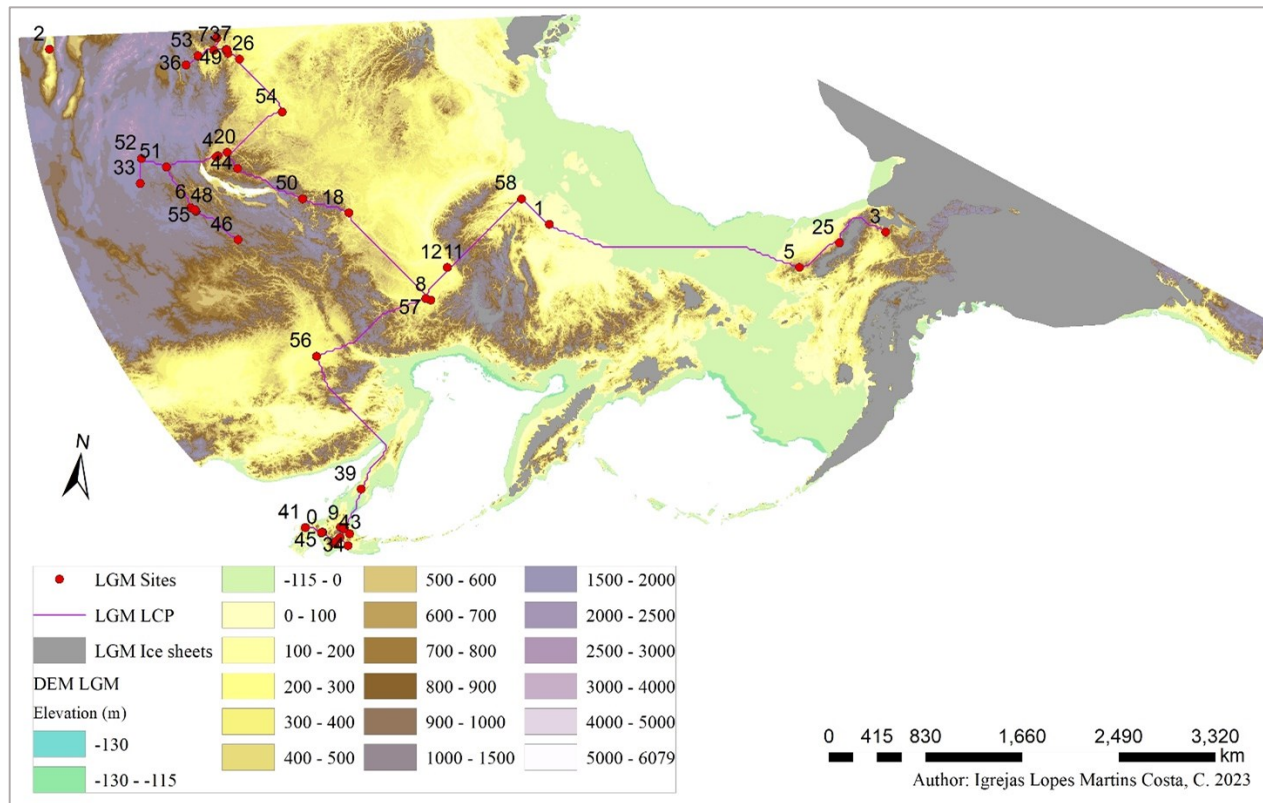 2
53
7
37
26
36
49
54
52
51
4
20
44
33
6
48
55
46
50
18
58
1
12
11
8
57
56
5
25
3
N
39
41
0
9
43
45
34
LGM Sites
LGM LCP
LGM Ice sheets
DEM LGM
Elevation (m)
-130
-130 - -115
-115 - 0
0 - 100
100 - 200
200 - 300
300 - 400
400 - 500
500 - 600
600 - 700
700 - 800
800 - 900
900 - 1000
1000 - 1500
1500 - 2000
2000 - 2500
2500 - 3000
3000 - 4000
4000 - 5000
5000 - 6079
0 415 830 1,660 2,490 3,320
km
Author: Igrejas Lopes Martins Costa, C. 2023